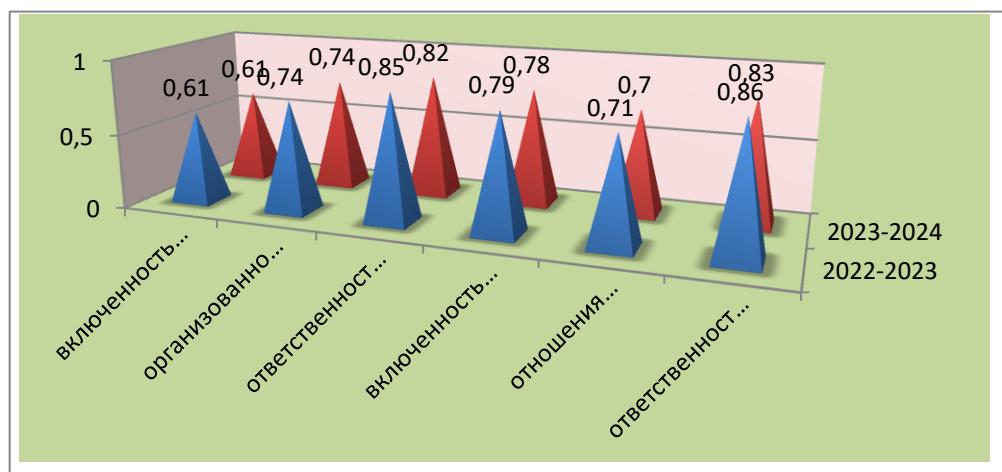 1
0,5
0
0,61
0,74
0,85
0,79
0,71
0,86
0,61
0,74
0,82
0,78
0,7
0,83
2023-2024
2022-2023
включенность...
организованно...
ответственност...
включенность...
отношения...
ответственност...